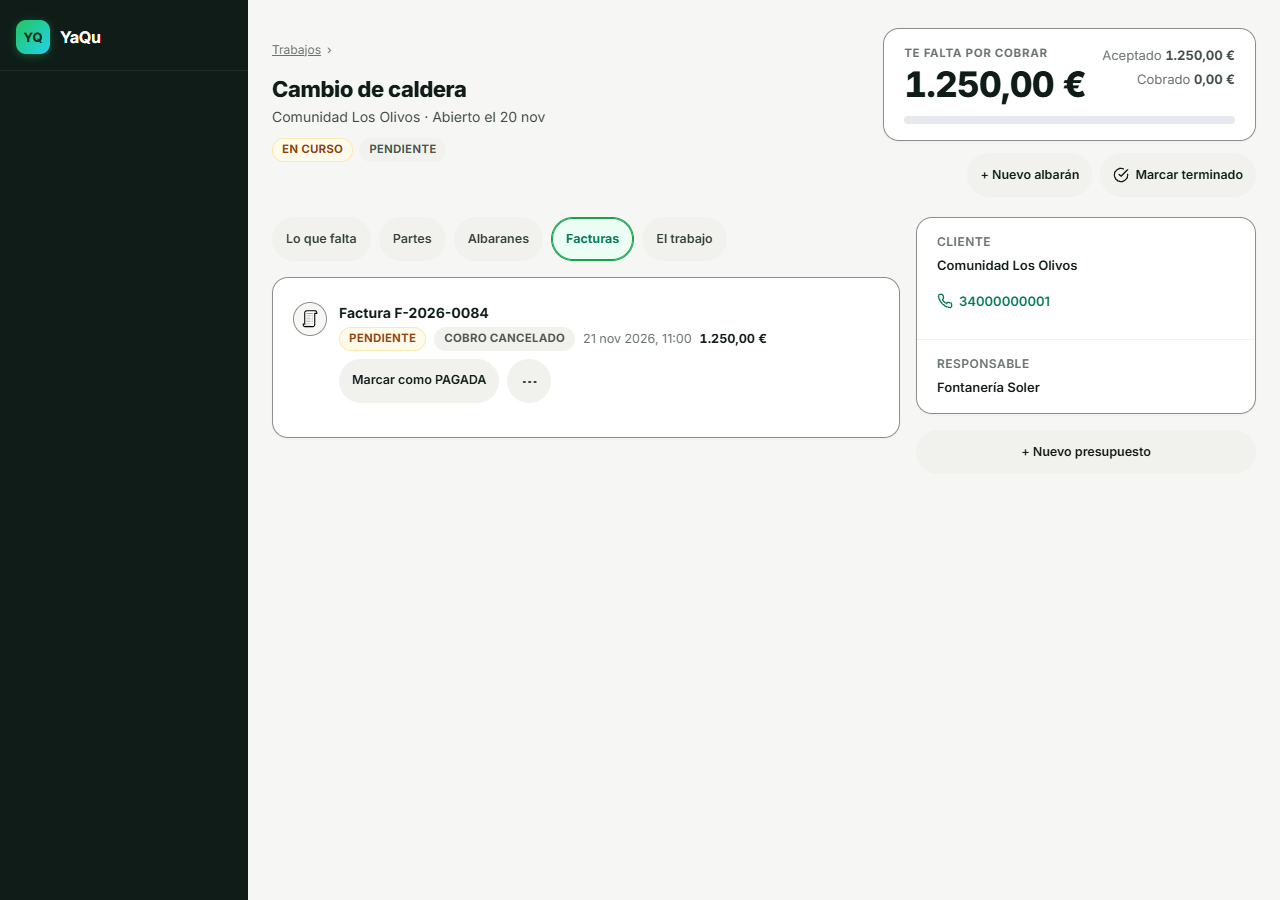 YQ YaQu
Trabajos ›
Cambio de caldera
Comunidad Los Olivos · Abierto el 20 nov
EN CURSO PENDIENTE
TE FALTA POR COBRAR
1.250,00 €
Aceptado 1.250,00 €
Cobrado 0,00 €
+ Nuevo albarán Marcar terminado
Lo que falta Partes Albaranes Facturas El trabajo
Factura F-2026-0084
PENDIENTE COBRO CANCELADO 21 nov 2026, 11:00 1.250,00 €
Marcar como PAGADA ...
CLIENTE
Comunidad Los Olivos
34000000001
RESPONSABLE
Fontanería Soler
+ Nuevo presupuesto